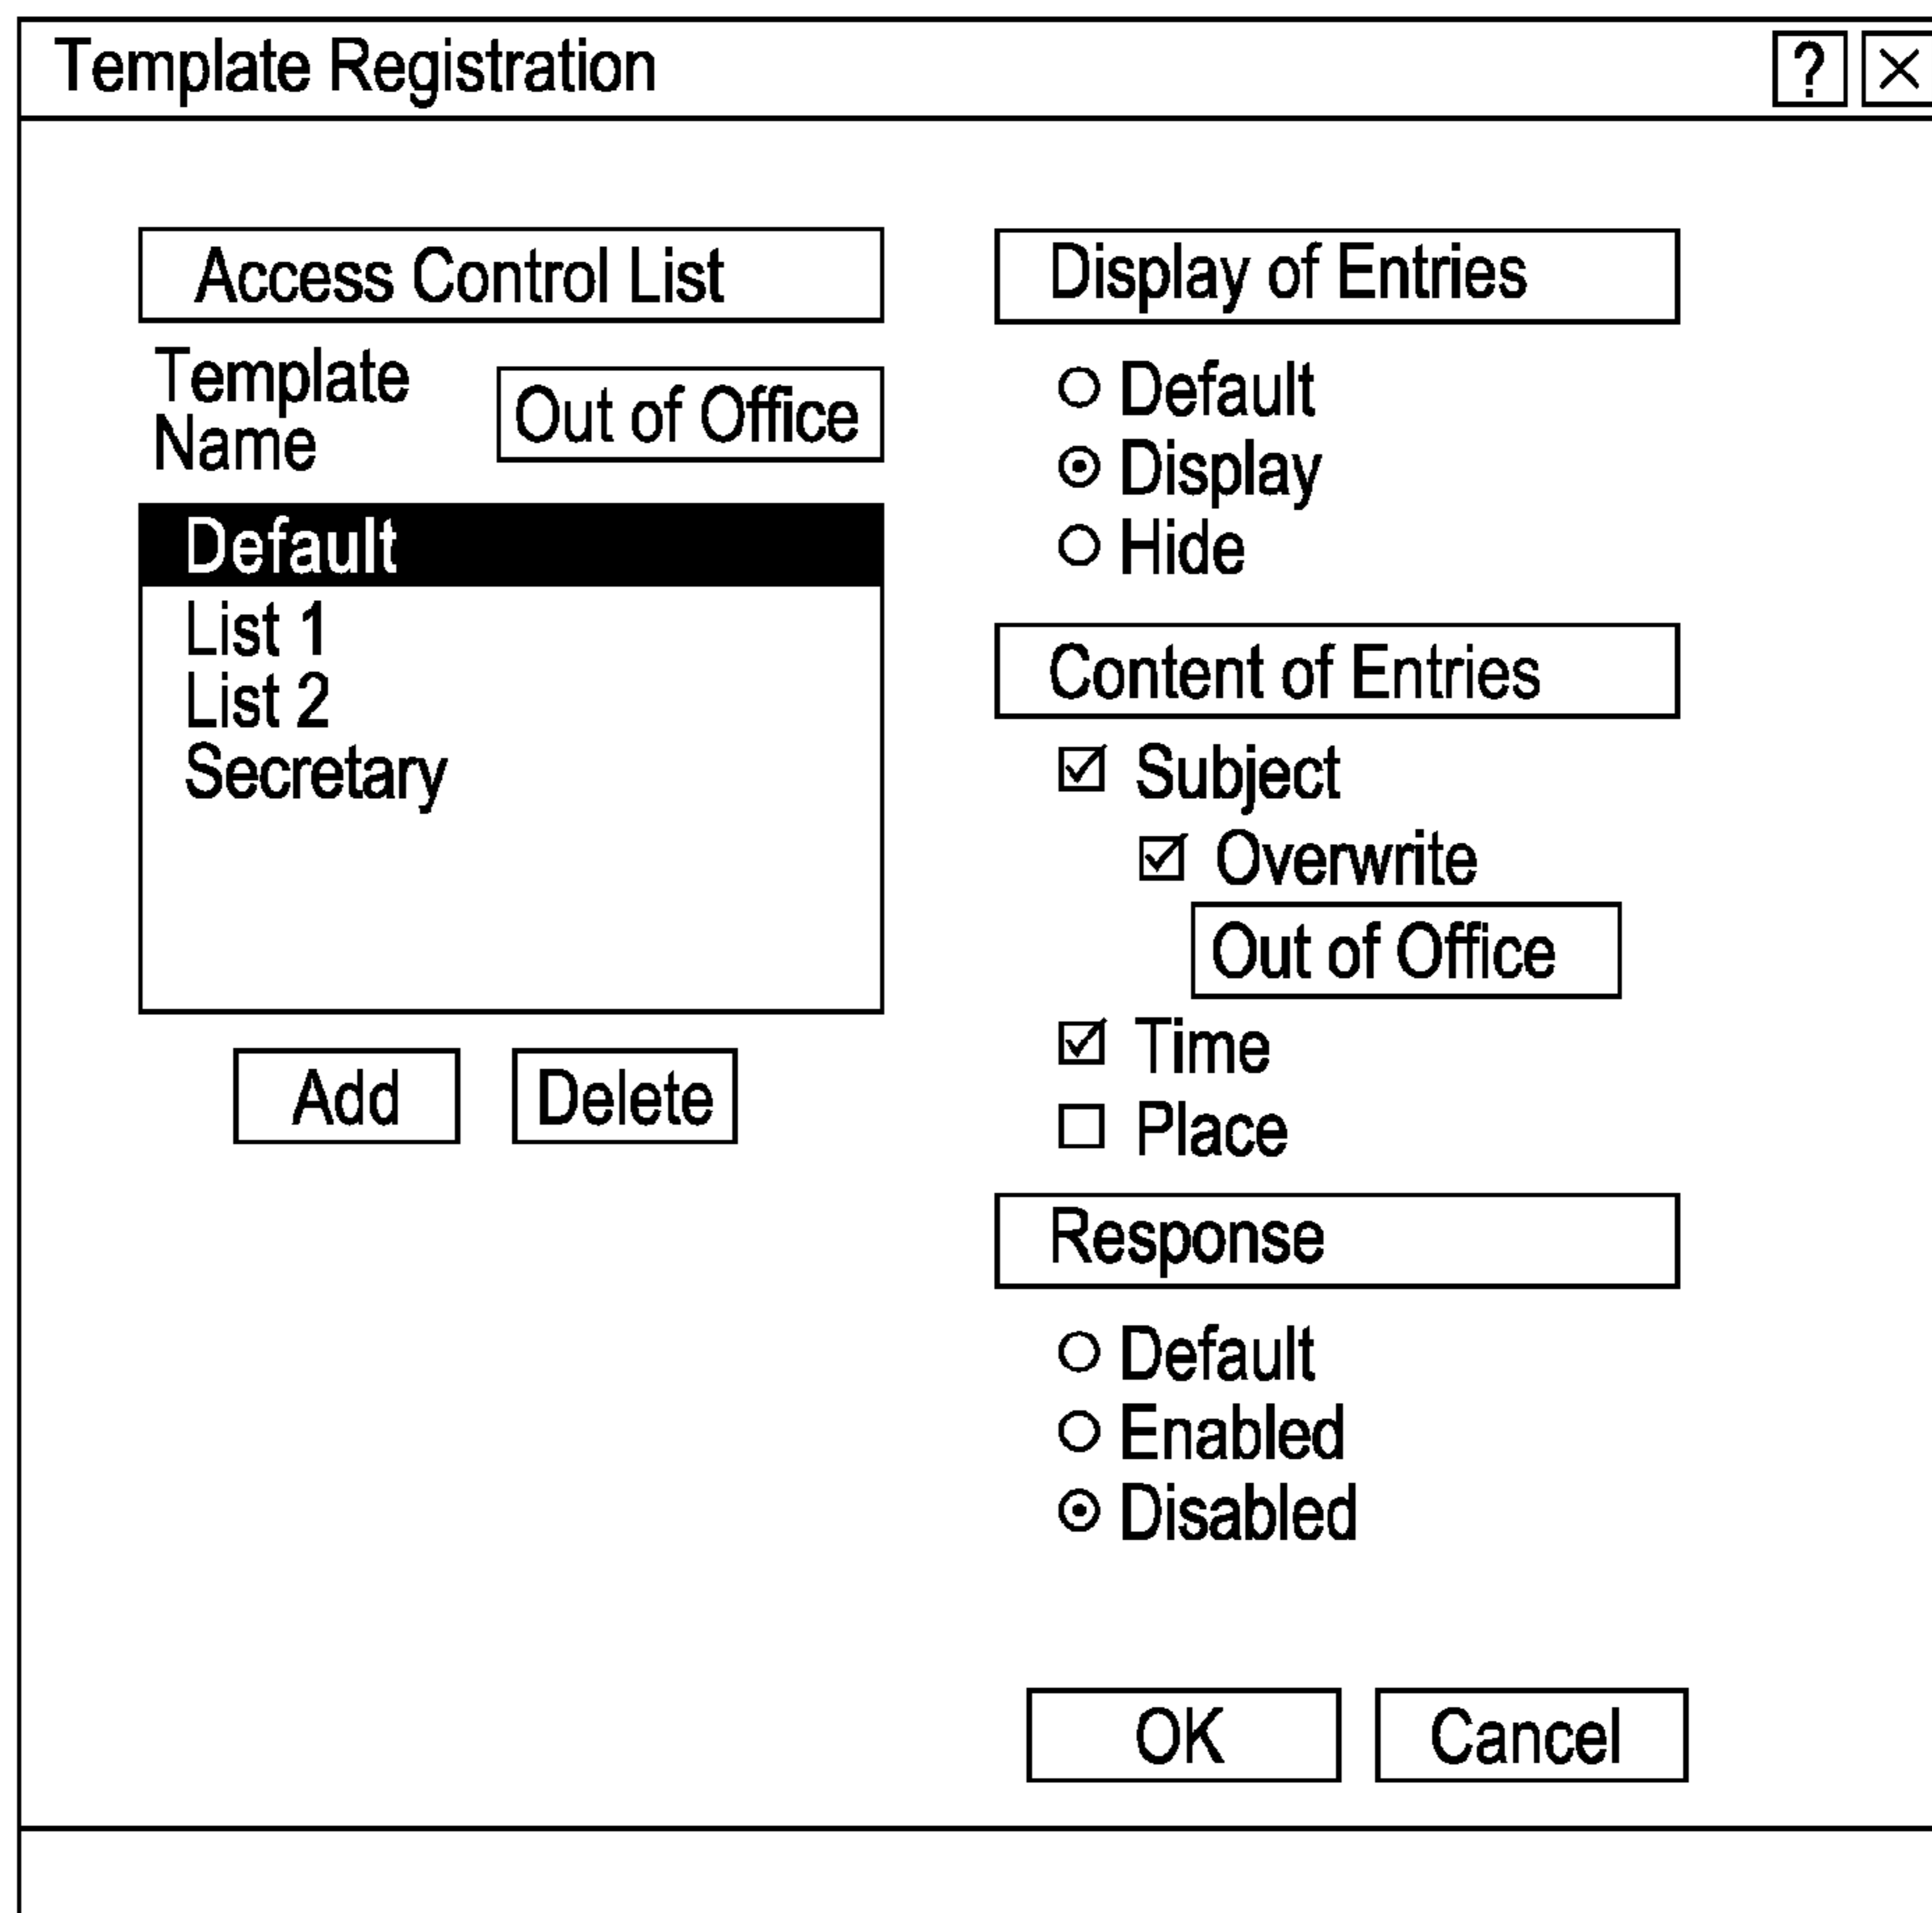 Template Registration
?
Access Control List
Template
Name
Out of Office
Default
List 1
List 2
Secretary
Add
Delete
Display of Entries
Default
Display
Hide
Content of Entries
Subject
Overwrite
Out of Office
Time
Place
Response
Default
Enabled
Disabled
OK
Cancel